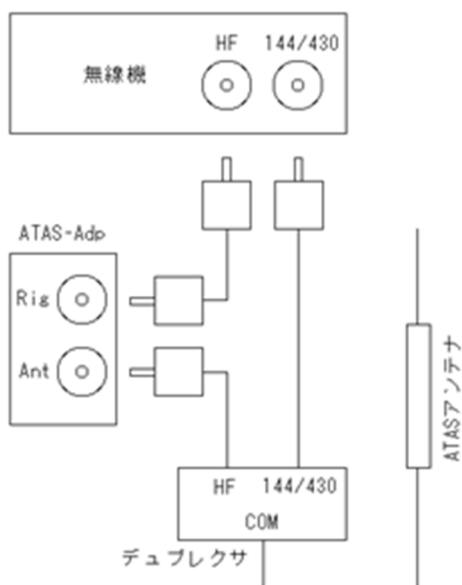 HF 144/430
無線機
ATAS-Adp
Rig
Ant
ATASアンテナ
HF 144/430
COM
デュプレクサ